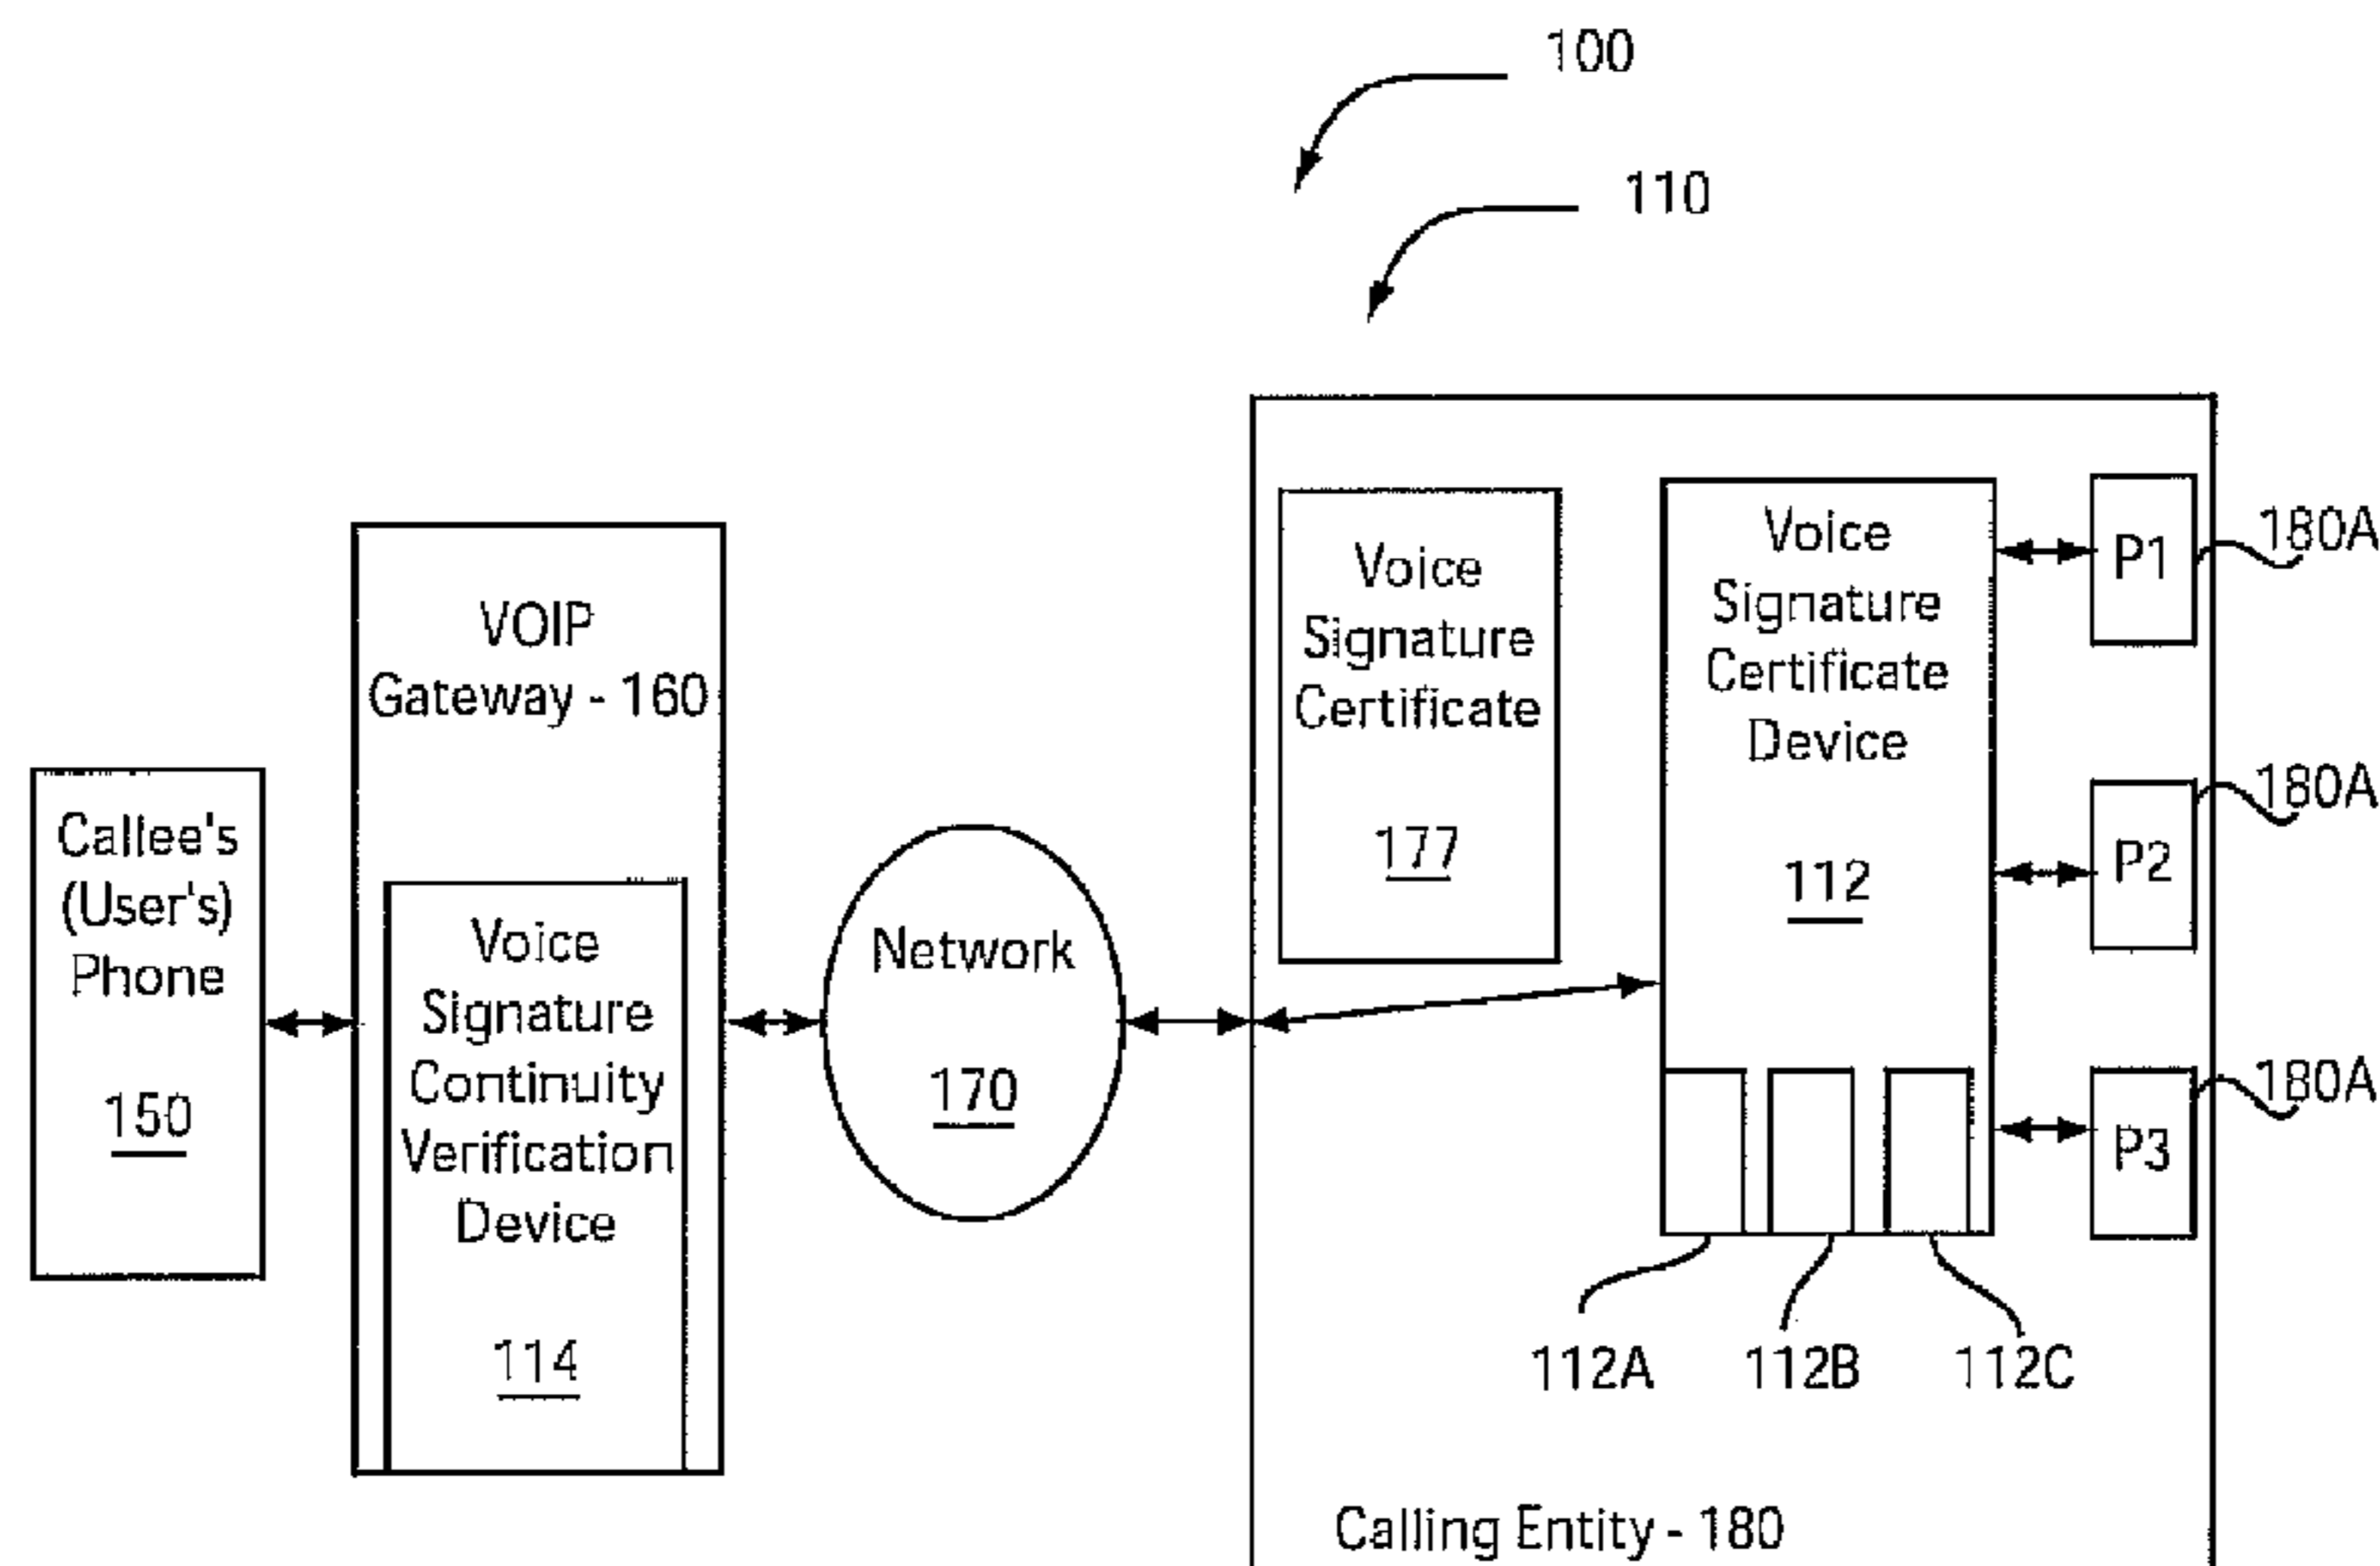 100
110
Callee's
(User's)
Phone
150
VOIP
Gateway - 160
Voice
Signature
Continuity
Verification
Device
114
Network
170
Voice
Signature
Certificate
177
Voice
Signature
Certificate
Device
112
P1
180A
P2
180A
P3
180A
112A
112B
112C
Calling Entity - 180